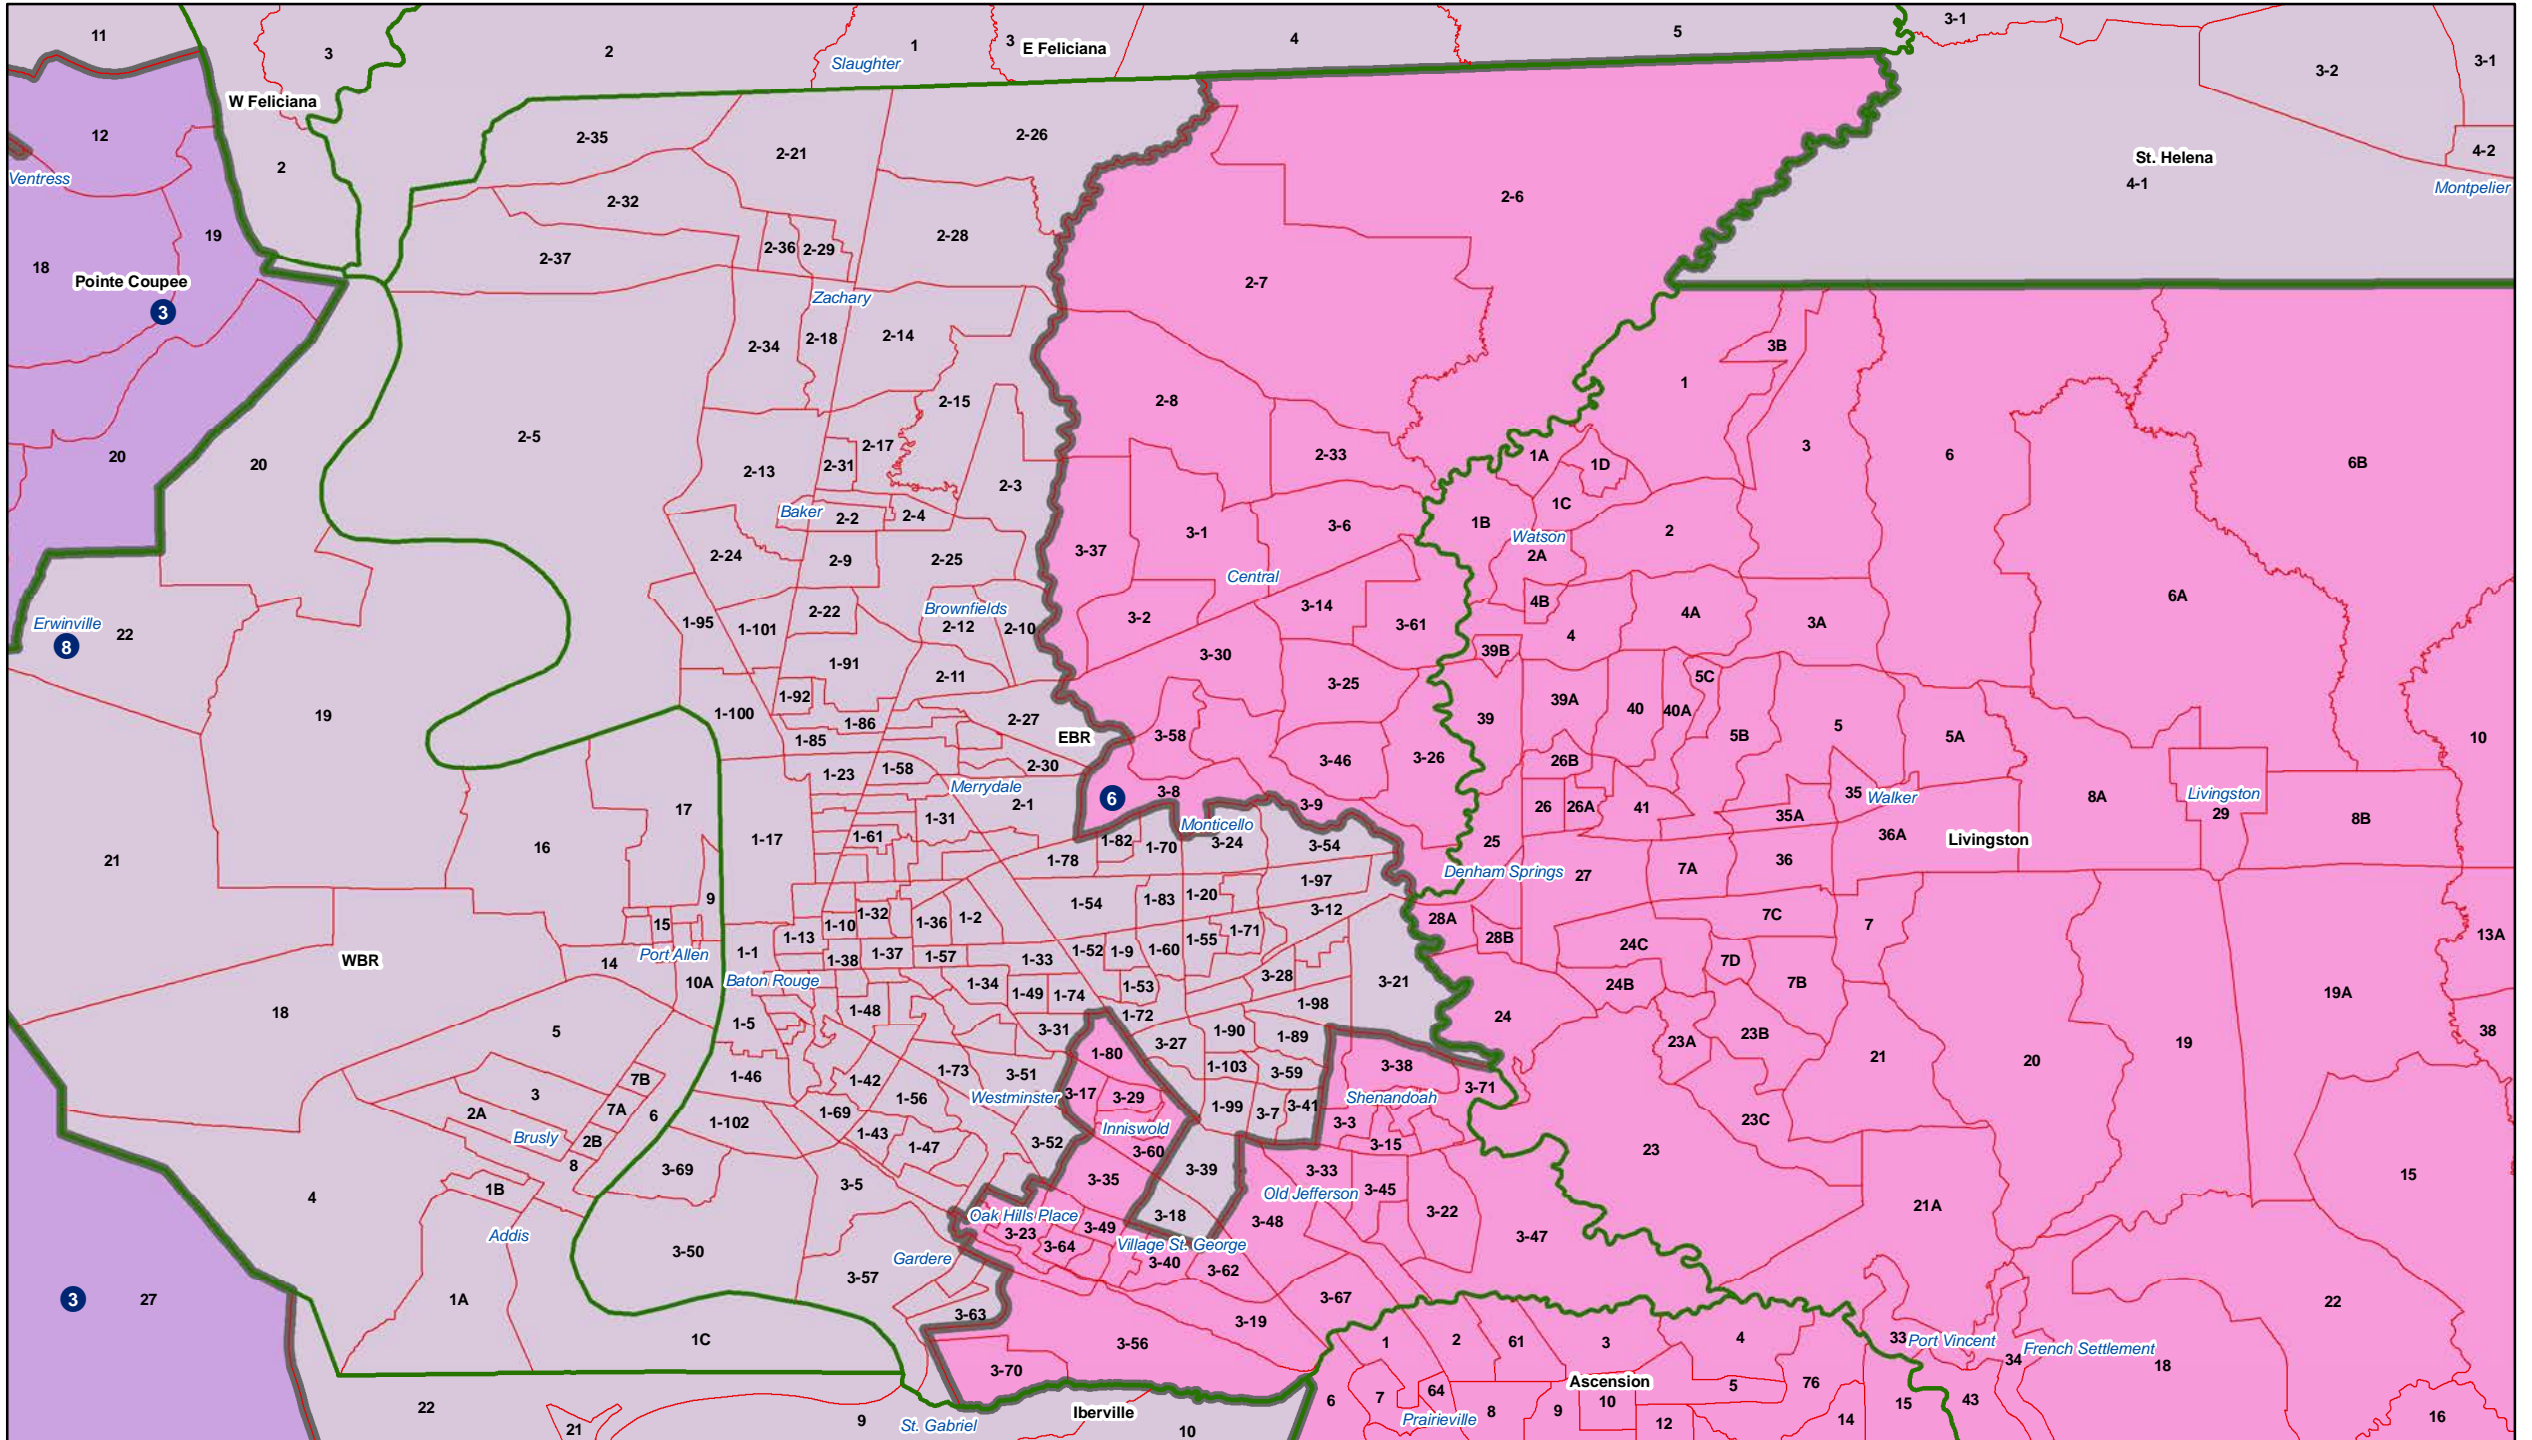 11
3
2
Slaughter
1
3
E Feliciana
4
5
3-1
3-2
3-1
W Feliciana
12
2
2-35
2-21
2-26
St. Helena
4-2
4-1
Montpelier
Ventress
19
18
2-32
2-36
2-29
2-28
2-6
2-37
Pointe Coupee
3
Zachary
2-7
2-34
2-18
2-14
3B
1
2-15
2-8
20
20
2-5
2-13
2-31
2-17
2-3
2-33
1A
1D
3
6
6B
Baker
2-2
2-4
3-37
3-1
3-6
1B
1C
Watson
2A
2
2-24
2-9
2-25
Central
Erwinville
8
22
1-95
1-101
2-22
Brownfields
2-12
2-10
3-2
3-14
3-61
4B
4
4A
3A
6A
1-91
2-11
3-30
39B
1-92
3-25
39A
40
40A
5C
19
1-100
1-86
1-85
2-27
EBR
3-58
39
5B
5
5A
10
1-23
1-58
2-30
Merrydale
2-1
6
3-8
3-46
3-26
3-9
26B
26
26A
41
35
Walker
35A
8A
Livingston
29
8B
17
16
21
1-17
1-31
1-61
1-78
1-82
1-70
Monticello
3-24
3-54
25
Denham Springs
27
7A
36
36A
Livingston
9
15
1-32
1-10
1-36
1-2
1-54
1-83
1-20
1-97
3-12
28A
28B
7C
7
13A
WBR
Port Allen
14
10A
1-1
1-13
1-38
1-37
1-57
1-33
1-52
1-9
1-60
1-55
1-71
24C
7D
Baton Rouge
1-34
1-49
1-74
1-53
3-28
3-21
24B
7B
19A
18
5
1-5
1-48
3-31
1-72
1-98
1-90
1-89
24
23A
23B
38
1-80
3-27
21
20
19
7B
3
7A
2A
6
1-46
1-42
1-73
3-51
1-103
3-59
3-38
3-71
Westminster
3-17
3-29
1-99
3-7
3-41
Shenandoah
Brusly
2B
8
1-102
1-69
1-56
1-43
1-47
3-52
Inniswold
3-60
3-3
3-15
23C
23
4
1B
3-69
3-5
3-35
3-39
3-33
Old Jefferson
3-45
3-22
15
21A
Addis
Oak Hills Place
3-23
3-49
3-64
3-18
Village St. George
3-40
3-62
3-48
3-47
3
27
1A
3-50
Gardere
3-57
3-63
3-67
22
1C
3-56
3-19
3-70
1
2
61
3
4
33
Port Vincent
34
French Settlement
18
Ascension
22
21
9
St. Gabriel
Iberville
10
6
7
64
Prairieville
8
9
10
12
5
76
14
15
43
16